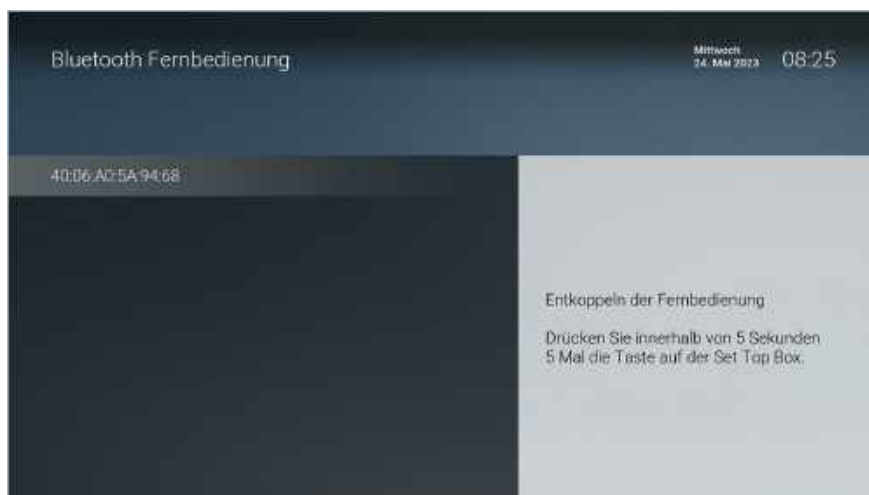 Bluetooth Fernbedienung
Mittwoch
24. Mai 2023
08:25
40:06:A0:5A:94:68
Entkoppeln der Fernbedienung
Drücken Sie innerhalb von 5 Sekunden
5 Mal die Taste auf der Set Top Box.